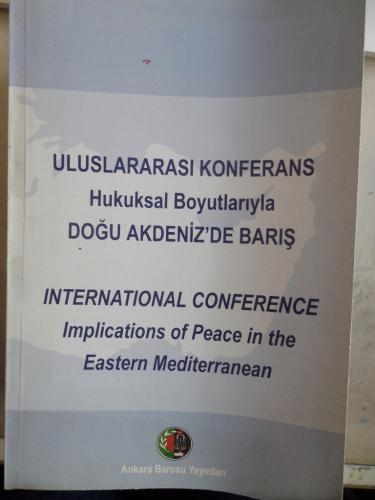 ULUSLARARASI KONFERANS
Hukuksal Boyutlarıyla
DOĞU AKDENİZ'DE BARIŞ
INTERNATIONAL CONFERENCE
Implications of Peace in the
Eastern Mediterranean
Ankara Barosu Yayınları